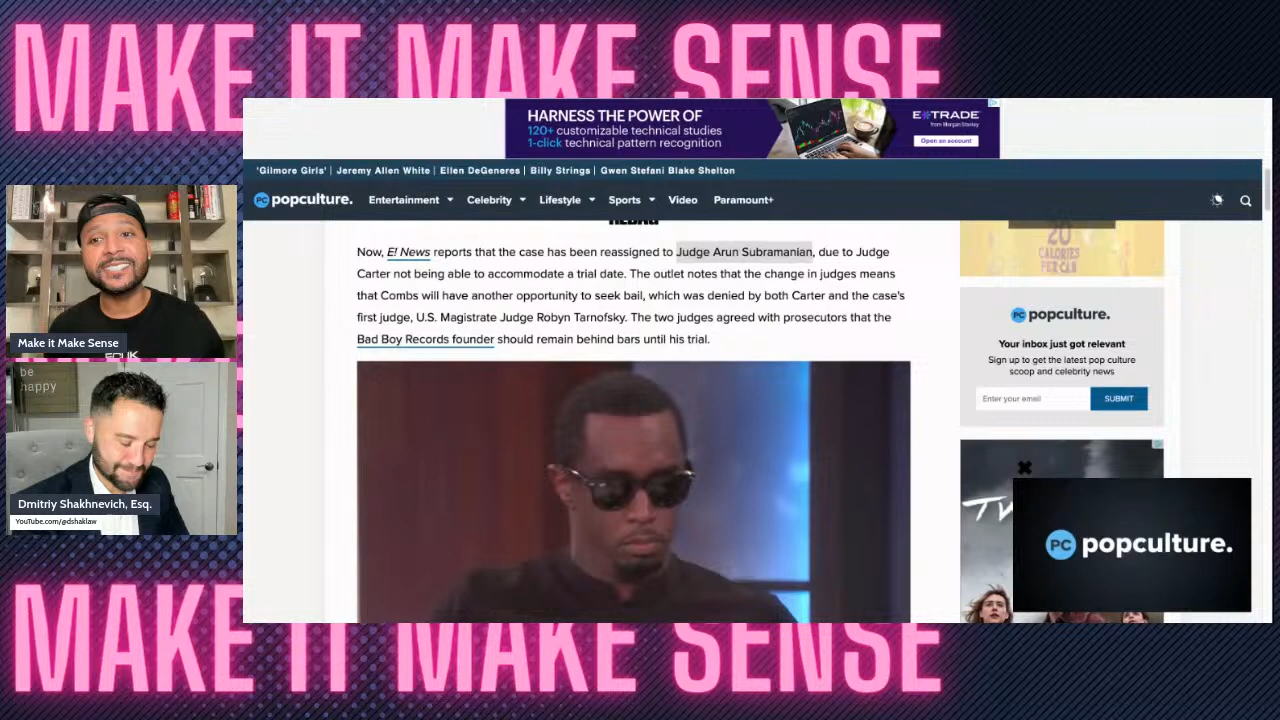 MAKE IT MAKE SENSE
HARNESS THE POWER OF
120+ customizable technical studies
1-click technical pattern recognition
E*TRADE
from Morgan Stanley
Open an account
'Gilmore Girls' | Jeremy Allen White | Ellen DeGeneres | Billy Strings | Gwen Stefani Blake Shelton
PC popculture.
Entertainment Celebrity Lifestyle Sports Video Paramount+
Now, E! News reports that the case has been reassigned to Judge Arun Subramanian, due to Judge
Carter not being able to accommodate a trial date. The outlet notes that the change in judges means
that Combs will have another opportunity to seek bail, which was denied by both Carter and the case's
first judge, U.S. Magistrate Judge Robyn Tarnofsky. The two judges agreed with prosecutors that the
Bad Boy Records founder should remain behind bars until his trial.
20
CALORIES
PER CAN
PC popculture.
Your inbox just got relevant
Sign up to get the latest pop culture
scoop and celebrity news
Enter your email
SUBMIT
PC popculture.
Make it Make Sense
be
happy
Dmitriy Shakhnevich, Esq.
YouTube.com/@dshaklaw
MAKE IT MAKE SENSE